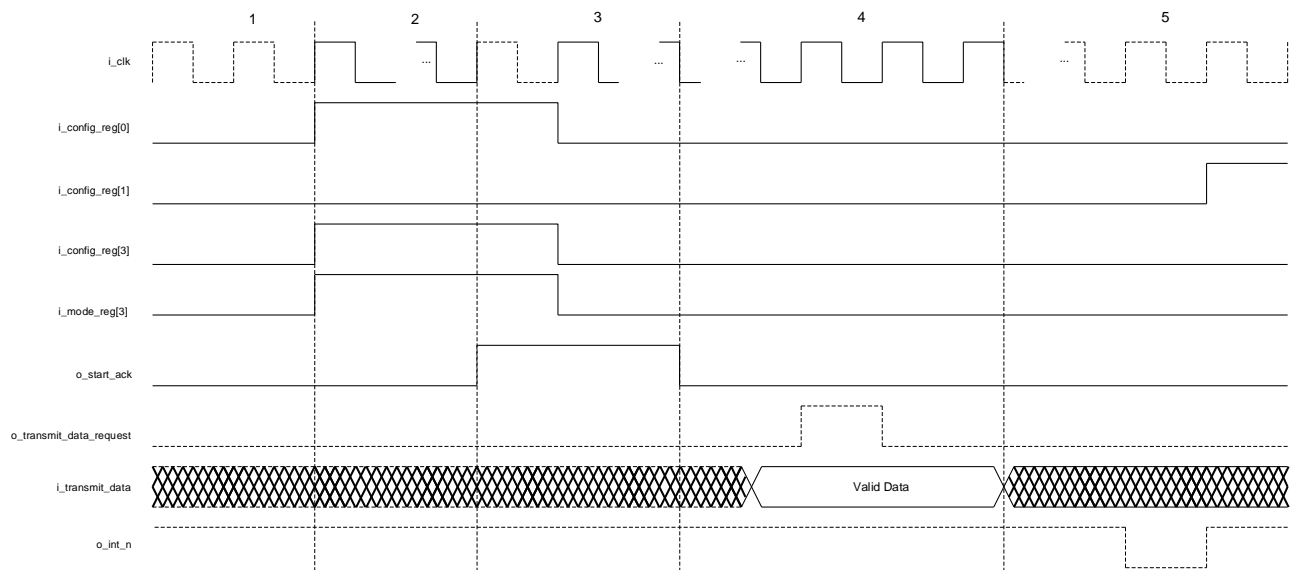 1 2 3 4 5
i_clk ... ... ... ...
i_config_reg[0]
i_config_reg[1]
i_config_reg[3]
i_mode_reg[3]
o_start_ack
o_transmit_data_request
i_transmit_data Valid Data
o_int_n